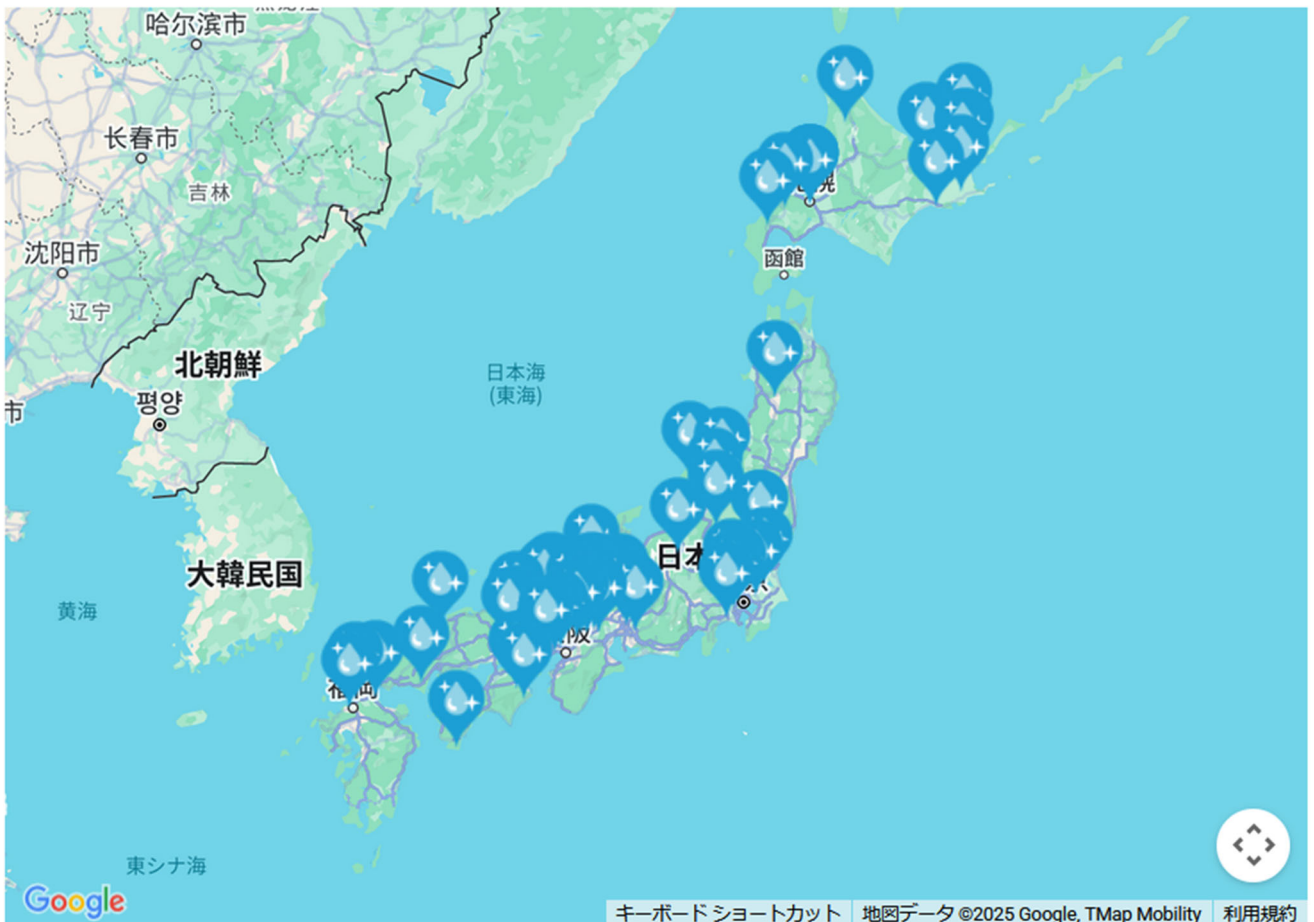 哈尔滨市
长春市
吉林
沈阳市
辽宁
北朝鮮
평양
市
大韓民国
黄海
日本海
(東海)
函館
福岡
東シナ海
Google
キーボード ショートカット
地図データ ©2025 Google, TMap Mobility
利用規約